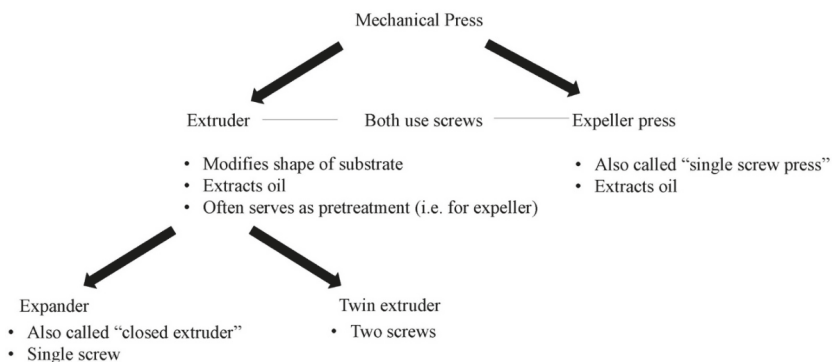 Mechanical Press
Extruder
Both use screws
Expeller press
• Modifies shape of substrate
• Extracts oil
• Often serves as pretreatment (i.e. for expeller)
• Also called “single screw press”
• Extracts oil
Expander
• Also called “closed extruder”
• Single screw
Twin extruder
• Two screws